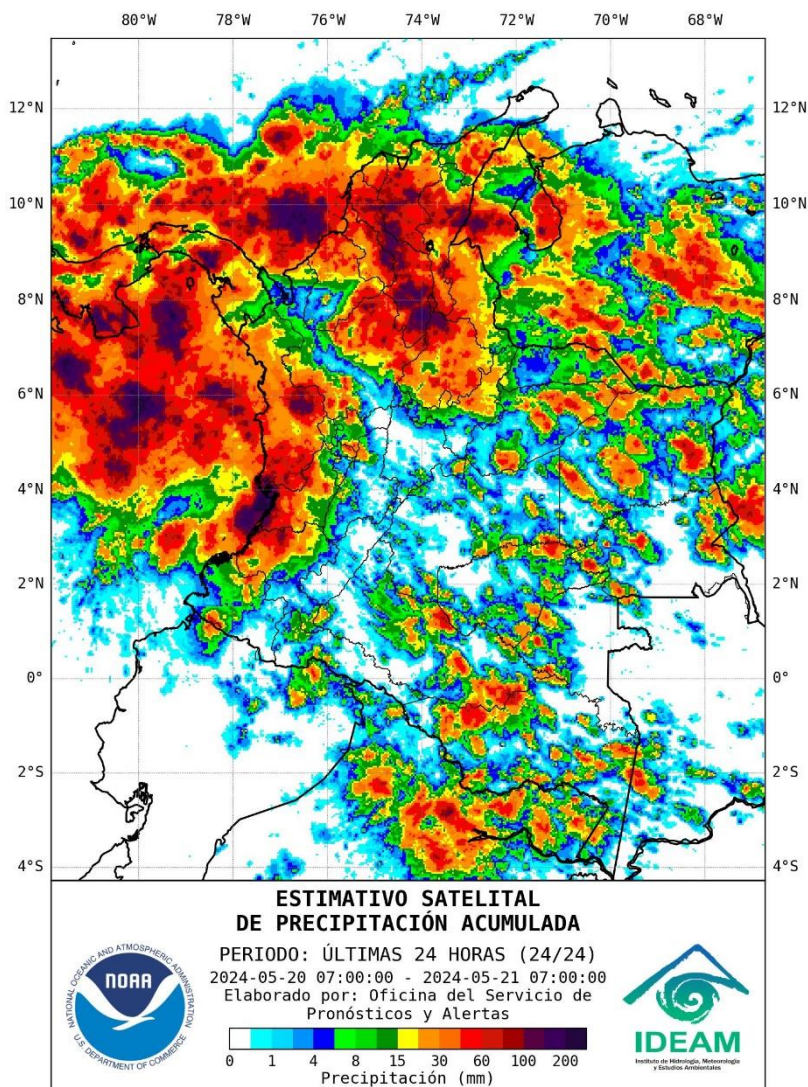 80°W 78°W 76°W 74°W 72°W 70°W 68°W
12°N 12°N
10°N 10°N
8°N 8°N
6°N 6°N
4°N 4°N
2°N 2°N
0° 0°
2°S 2°S
4°S 4°S
ESTIMATIVO SATELITAL
DE PRECIPITACIÓN ACUMULADA
PERIODO: ÚLTIMAS 24 HORAS (24/24)
2024-05-20 07:00:00 - 2024-05-21 07:00:00
Elaborado por: Oficina del Servicio de
Pronósticos y Alertas
0 1 4 8 15 30 60 100 200
Precipitación (mm)
NATIONAL OCEANIC AND ATMOSPHERIC ADMINISTRATION
NOAA
U.S. DEPARTMENT OF COMMERCE
IDEAM
Instituto de Hidrología, Meteorología
y Estudios Ambientales